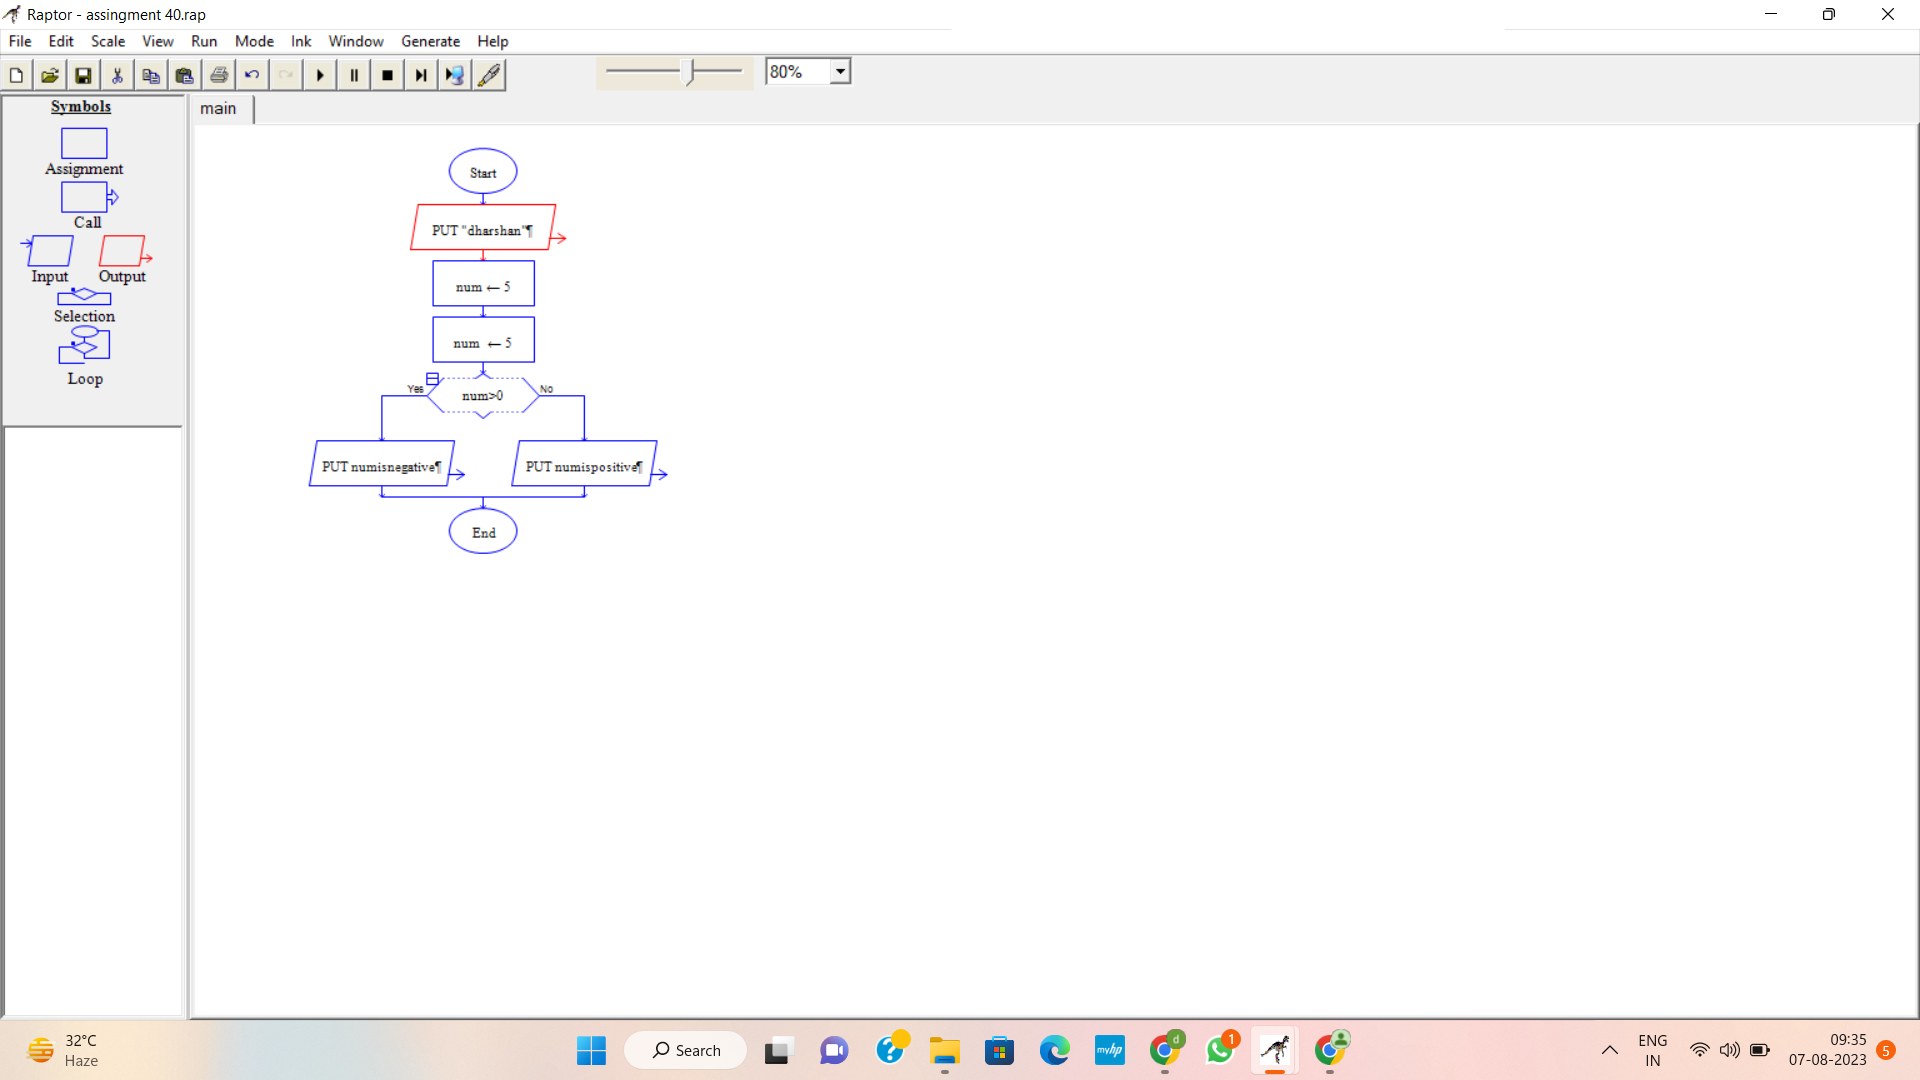 Raptor - assingment 40.rap
File Edit Scale View Run Mode Ink Window Generate Help
80%
Symbols
main
Assignment
Call
Input Output
Selection
Loop
Start
PUT "dharshan"¶
num ← 5
num ← 5
Yes num>0 No
PUT numisnegative¶ PUT numispositive¶
End
32°C
Haze
Search
?
myhp
d
1
ENG
IN
09:35
07-08-2023
5